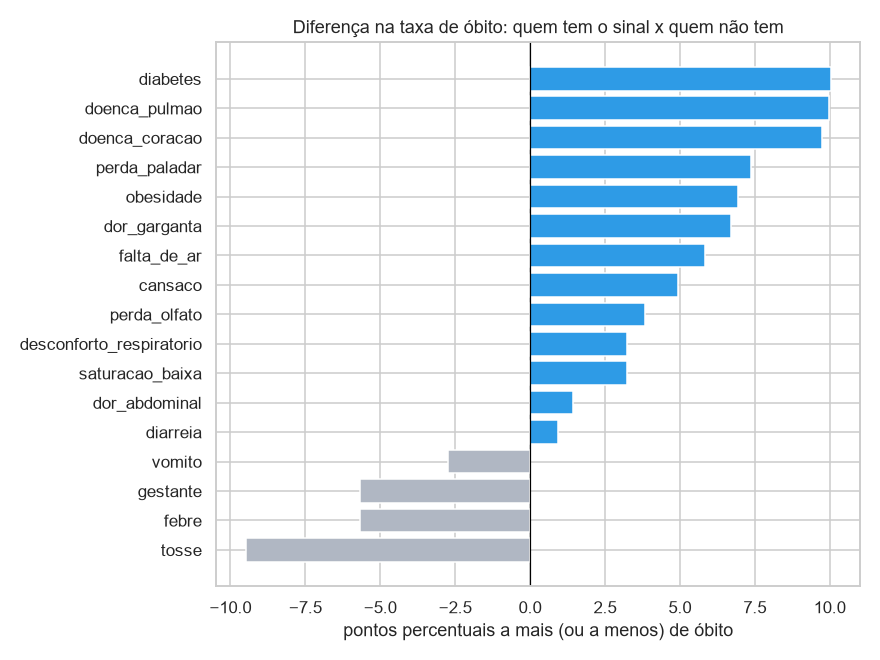 Diferença na taxa de óbito: quem tem o sinal x quem não tem
diabetes
doenca_pulmao
doenca_coracao
perda_paladar
obesidade
dor_garganta
falta_de_ar
cansaco
perda_olfato
desconforto_respiratorio
saturacao_baixa
dor_abdominal
diarreia
vomito
gestante
febre
tosse
−10.0 −7.5 −5.0 −2.5 0.0 2.5 5.0 7.5 10.0
pontos percentuais a mais (ou a menos) de óbito